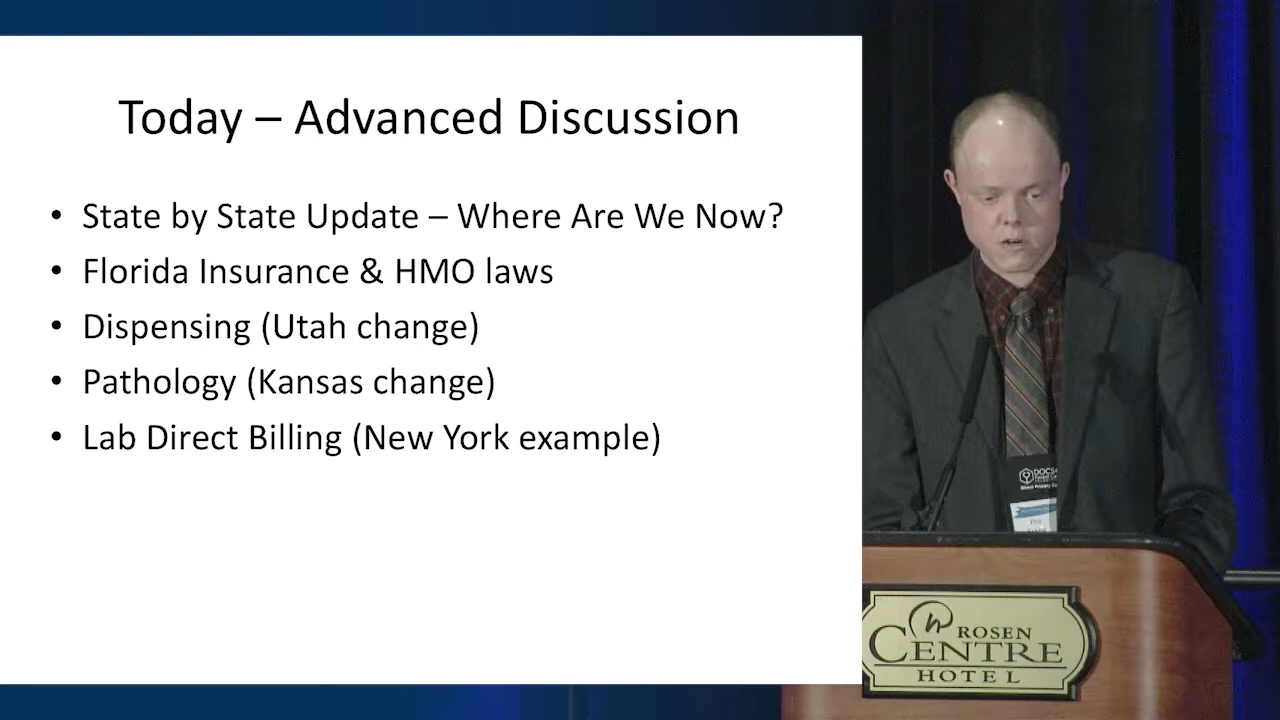 Today – Advanced Discussion
• State by State Update – Where Are We Now?
• Florida Insurance & HMO laws
• Dispensing (Utah change)
• Pathology (Kansas change)
• Lab Direct Billing (New York example)
DOCS4
ROSEN
CENTRE
HOTEL